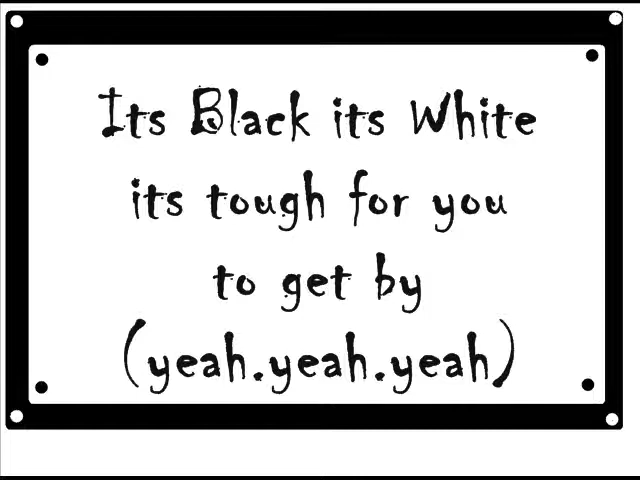 Its Black its White
its tough for you
to get by
(yeah.yeah.yeah)